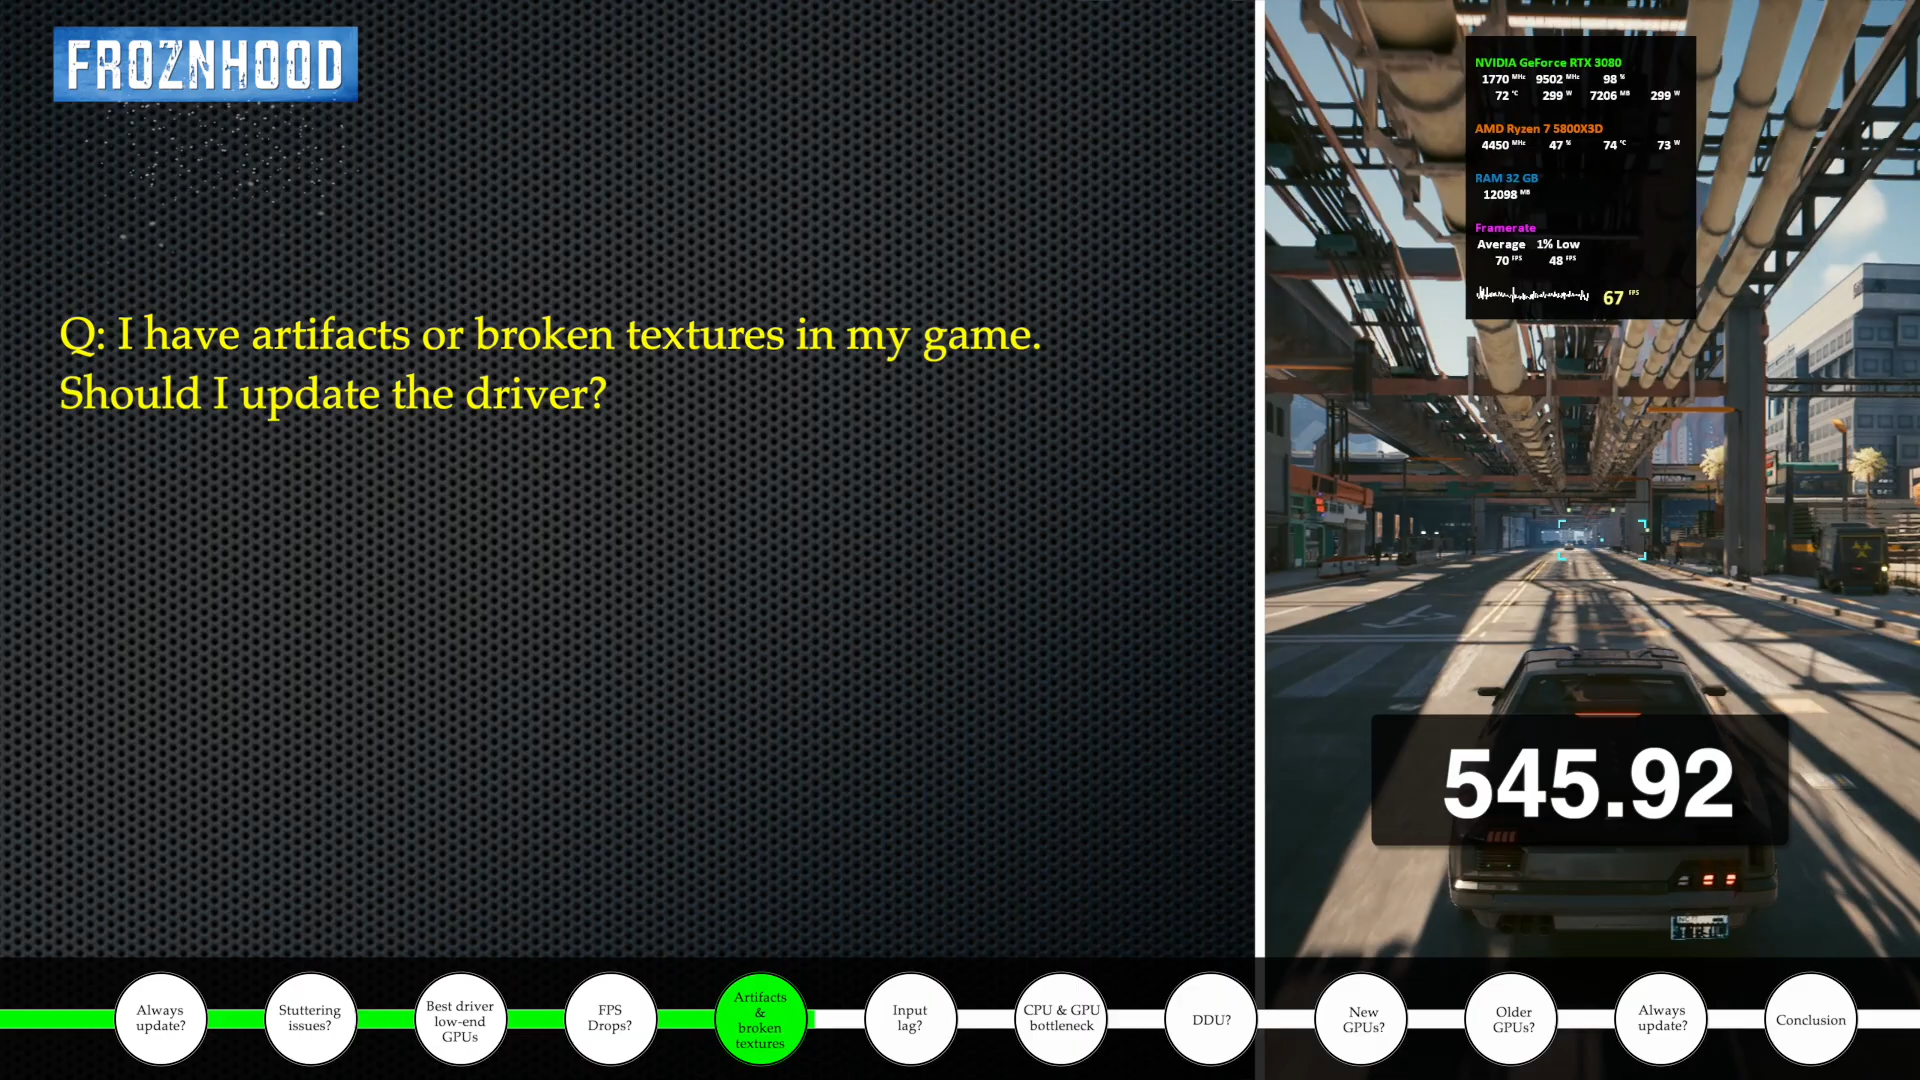 FROZNHOOD
Q: I have artifacts or broken textures in my game.
Should I update the driver?
NVIDIA GeForce RTX 3080
1770 MHz 9502 MHz 98 %
72 °C 299 W 7206 MB 299 W
AMD Ryzen 7 5800X3D
4450 MHz 47 % 74 °C 73 W
RAM 32 GB
12098 MB
Framerate
Average 1% Low
70 FPS 48 FPS
67 FPS
545.92
Always
update?
Stuttering
issues?
Best driver
low-end
GPUs
FPS
Drops?
Artifacts
&
broken
textures
Input
lag?
CPU & GPU
bottleneck
DDU?
New
GPUs?
Older
GPUs?
Always
update?
Conclusion